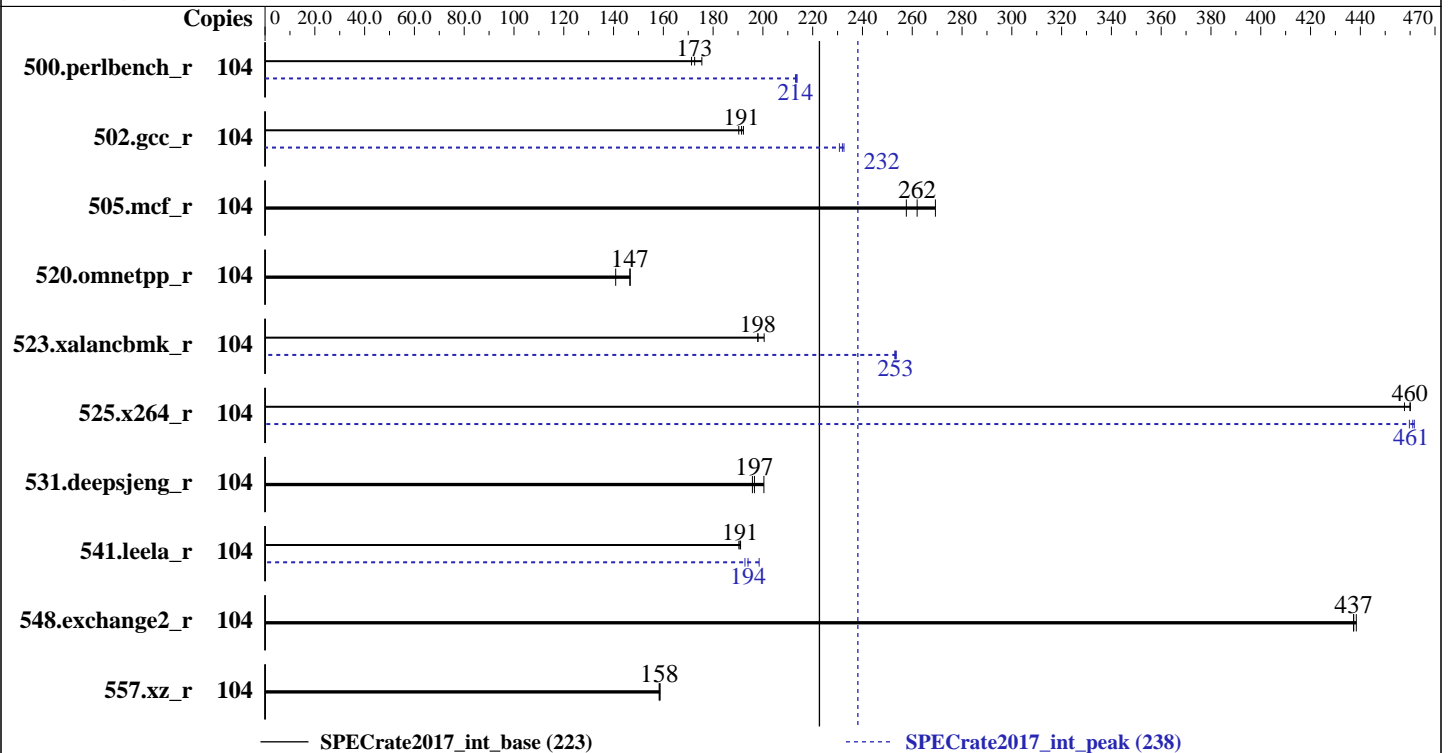 Copies 0 20.0 40.0 60.0 80.0 100 120 140 160 180 200 220 240 260 280 300 320 340 360 380 400 420 440 470
500.perlbench_r 104 173
214
502.gcc_r 104 191
232
505.mcf_r 104 262
520.omnetpp_r 104 147
523.xalancbmk_r 104 198
253
525.x264_r 104 460
461
531.deepsjeng_r 104 197
541.leela_r 104 191
194
548.exchange2_r 104 437
557.xz_r 104 158
SPECrate2017_int_base (223) SPECrate2017_int_peak (238)